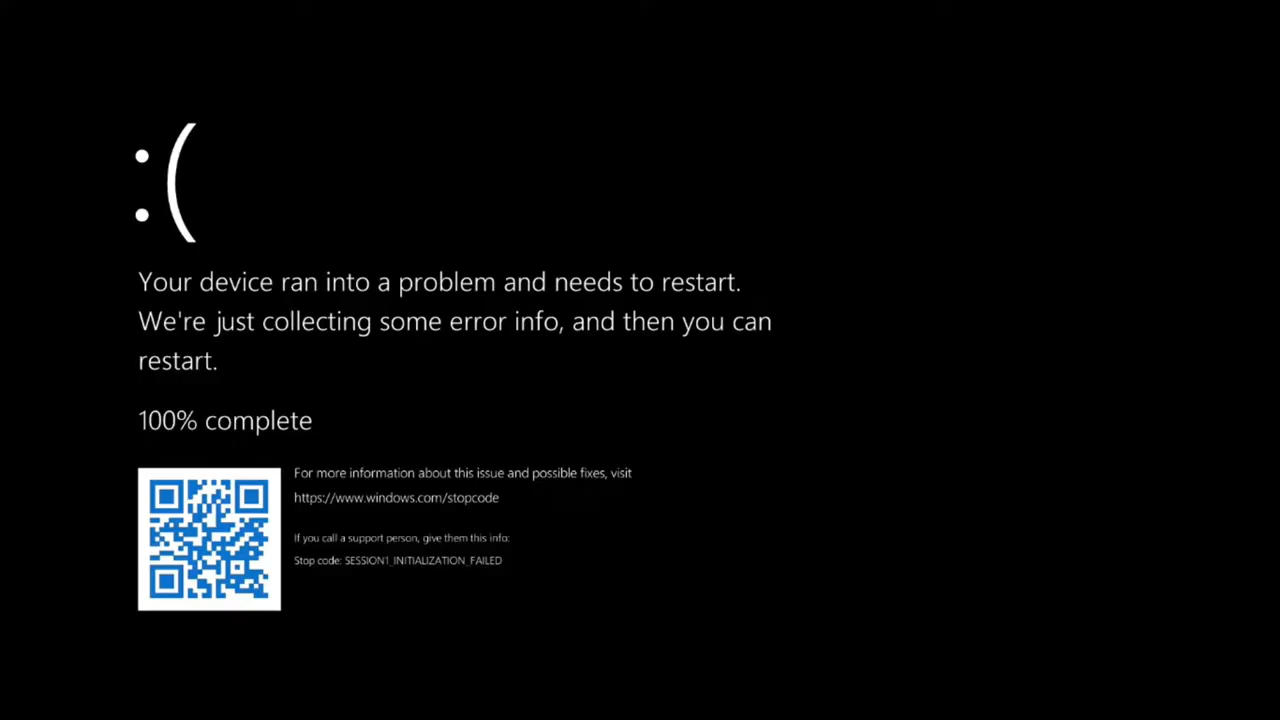 :(
Your device ran into a problem and needs to restart.
We're just collecting some error info, and then you can
restart.
100% complete
For more information about this issue and possible fixes, visit
https://www.windows.com/stopcode
If you call a support person, give them this info:
Stop code: SESSION1_INITIALIZATION_FAILED